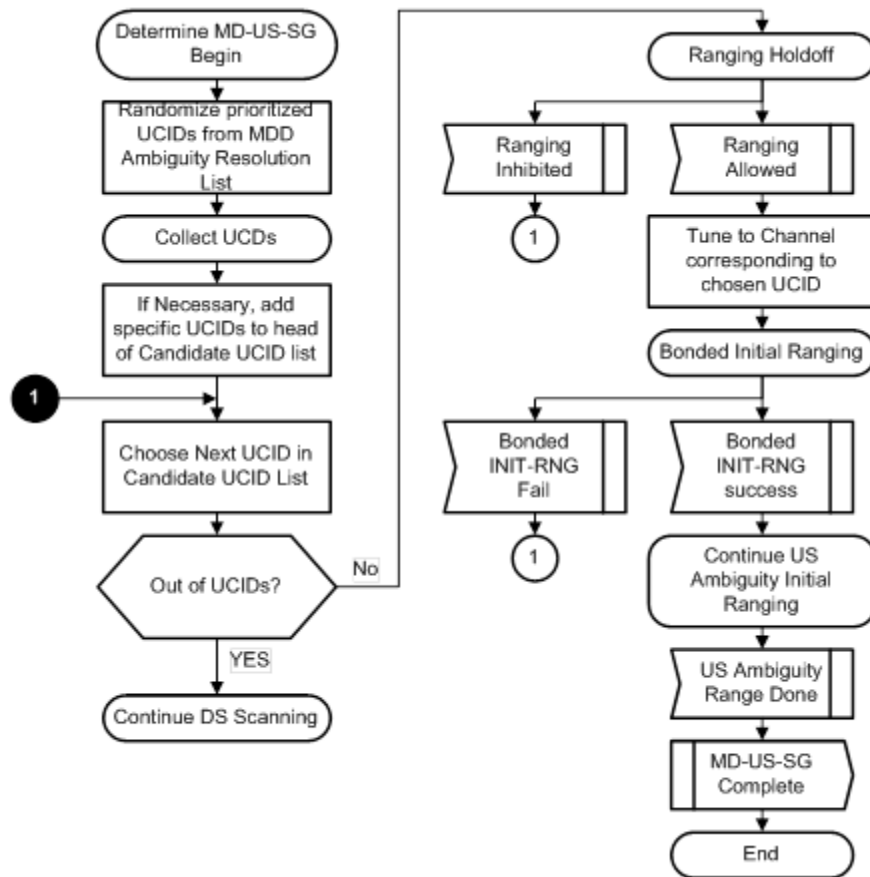 Determine MD-US-SG
Begin
Randomize prioritized
UCIDs from MDD
Ambiguity Resolution
List
Collect UCDs
If Necessary, add
specific UCIDs to head
of Candidate UCID list
1
Choose Next UCID in
Candidate UCID List
Out of UCIDs?
No
YES
Continue DS Scanning
Ranging Holdoff
Ranging
Inhibited
Ranging
Allowed
1
Tune to Channel
corresponding to
chosen UCID
Bonded Initial Ranging
Bonded
INIT-RNG
Fail
Bonded
INIT-RNG
success
1
Continue US
Ambiguity Initial
Ranging
US Ambiguity
Range Done
MD-US-SG
Complete
End